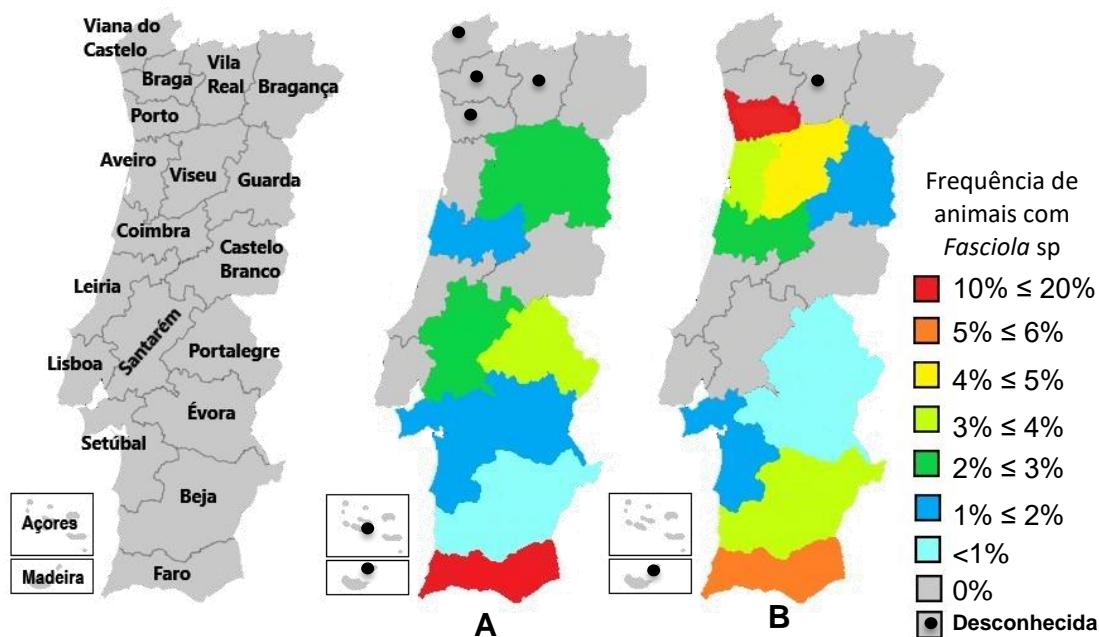 Viana do
Castelo
Braga
Vila
Real
Bragança
Porto
Aveiro
Viseu
Guarda
Coimbra
Castelo
Branco
Leiria
Santarém
Lisboa
Portalegre
Évora
Setúbal
Beja
Açores
Madeira
Faro
A
B
Frequência de
animais com
Fasciola sp
10% ≤ 20%
5% ≤ 6%
4% ≤ 5%
3% ≤ 4%
2% ≤ 3%
1% ≤ 2%
<1%
0%
Desconhecida